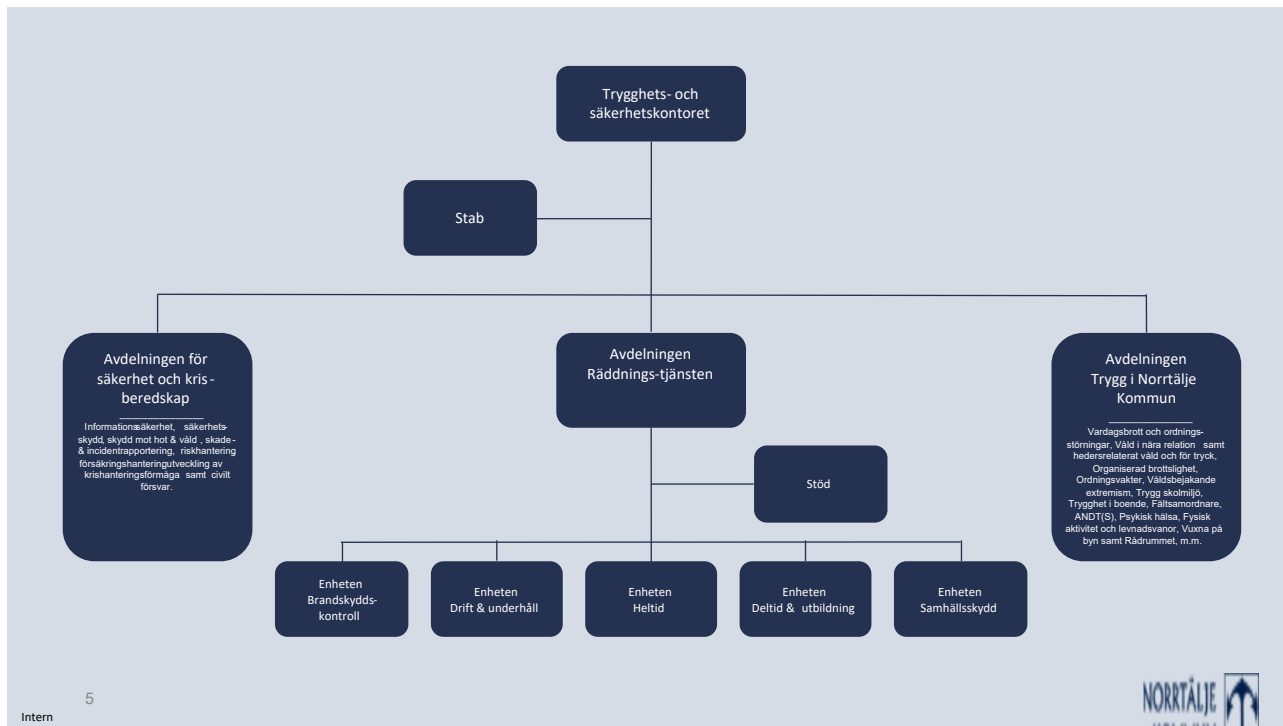 Trygghets- och
säkerhetskontoret
Stab
Avdelningen för
säkerhet och kris -
beredskap
Informationssäkerhet, säkerhets-
skydd, skydd mot hot & våld , skade-
& incidentrapportering, riskhantering
försäkringshanteringutveckling av
krishanteringsförmåga samt civilt
försvar.
Avdelningen
Räddnings-tjänsten
Avdelningen
Trygg i Norrtälje
Kommun
Vardagsbrott och ordnings-
störningar, Våld i nära relation samt
hedersrelaterat våld och för tryck,
Organiserad brottslighet,
Ordningsvakter, Våldsbejakande
extremism, Trygg skolmiljö,
Trygghet i boende, Fältsamordnare,
ANDT(S), Psykisk hälsa, Fysisk
aktivitet och levnadsvanor, Vuxna på
byn samt Rådrummet, m.m.
Stöd
Enheten
Brandskydds-
kontroll
Enheten
Drift & underhåll
Enheten
Heltid
Enheten
Deltid & utbildning
Enheten
Samhällsskydd
5
Intern
NORRTÄLJE